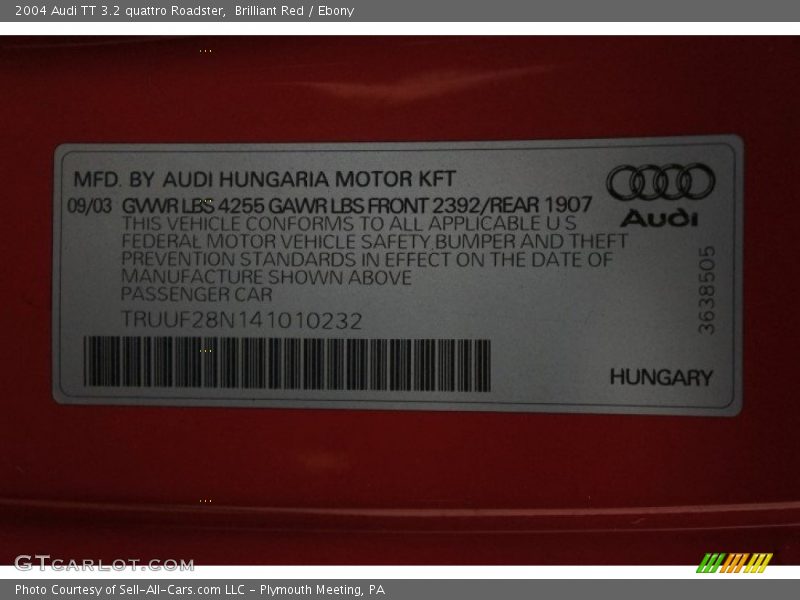 2004 Audi TT 3.2 quattro Roadster,  Brilliant Red / Ebony
MFD. BY AUDI HUNGARIA MOTOR KFT
09/03 GVWR LBS 4255 GAWR LBS FRONT 2392/REAR 1907
THIS VEHICLE CONFORMS TO ALL APPLICABLE U S
FEDERAL MOTOR VEHICLE SAFETY, BUMPER AND THEFT
PREVENTION STANDARDS IN EFFECT ON THE DATE OF
MANUFACTURE SHOWN ABOVE
PASSENGER CAR
TRUUF28N141010232
Audi
3638505
HUNGARY
GTCARLOT.COM
Photo Courtesy of Sell-All-Cars.com LLC - Plymouth Meeting, PA